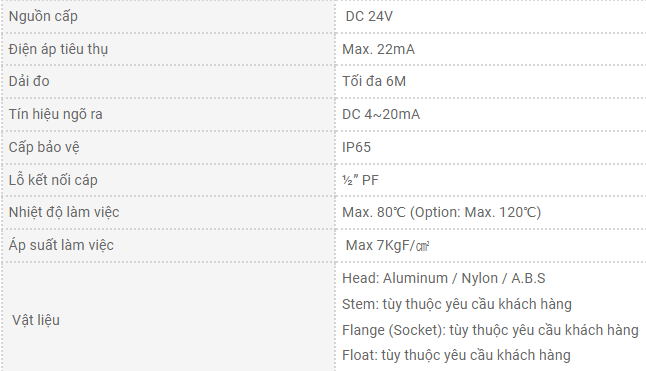 Nguồn cấp DC 24V
Điện áp tiêu thụ Max. 22mA
Dải đo Tối đa 6M
Tín hiệu ngõ ra DC 4~20mA
Cấp bảo vệ IP65
Lỗ kết nối cáp ½” PF
Nhiệt độ làm việc Max. 80℃ (Option: Max. 120℃)
Áp suất làm việc Max 7KgF/㎠
Vật liệu
Head: Aluminum / Nylon / A.B.S
Stem: tùy thuộc yêu cầu khách hàng
Flange (Socket): tùy thuộc yêu cầu khách hàng
Float: tùy thuộc yêu cầu khách hàng